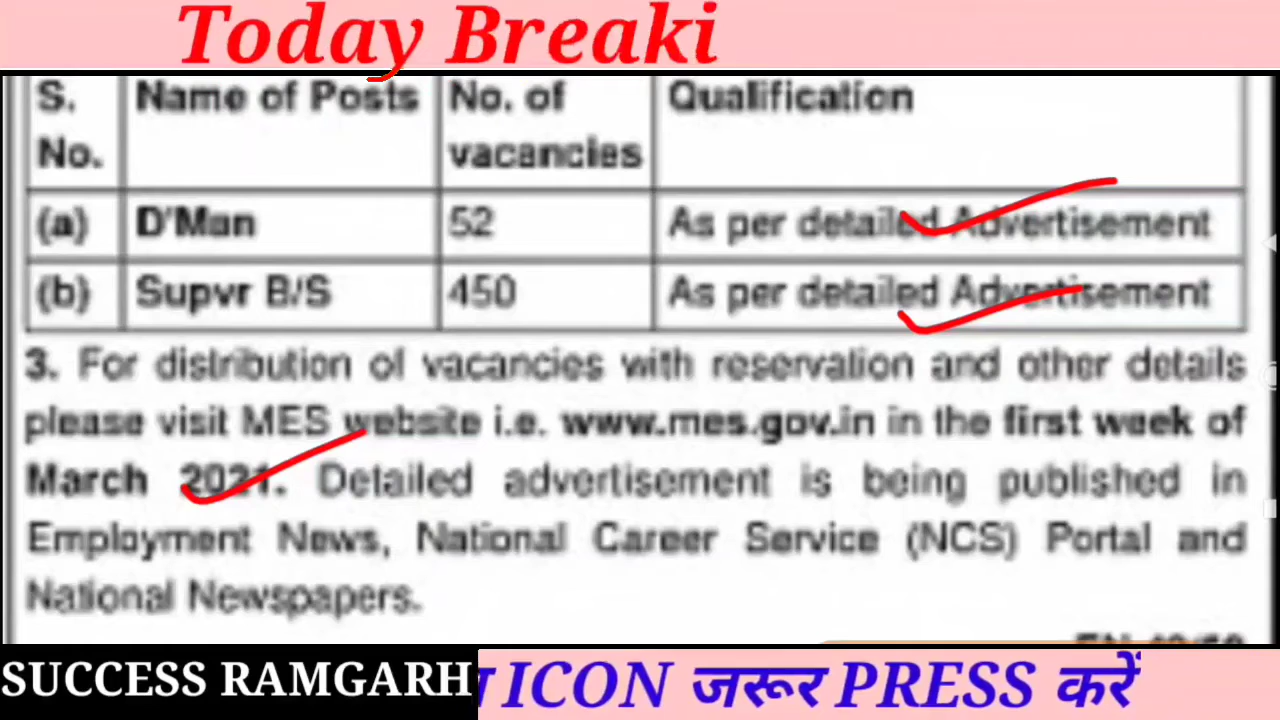 Today Breaki
S. No. Name of Posts No. of vacancies Qualification
(a) D'Man 52 As per detailed Advertisement
(b) Supvr B/S 450 As per detailed Advertisement
3. For distribution of vacancies with reservation and other details
please visit MES website i.e. www.mes.gov.in in the first week of
March 2021. Detailed advertisement is being published in
Employment News, National Career Service (NCS) Portal and
National Newspapers.
SUCCESS RAMGARH ICON जरूर PRESS करें